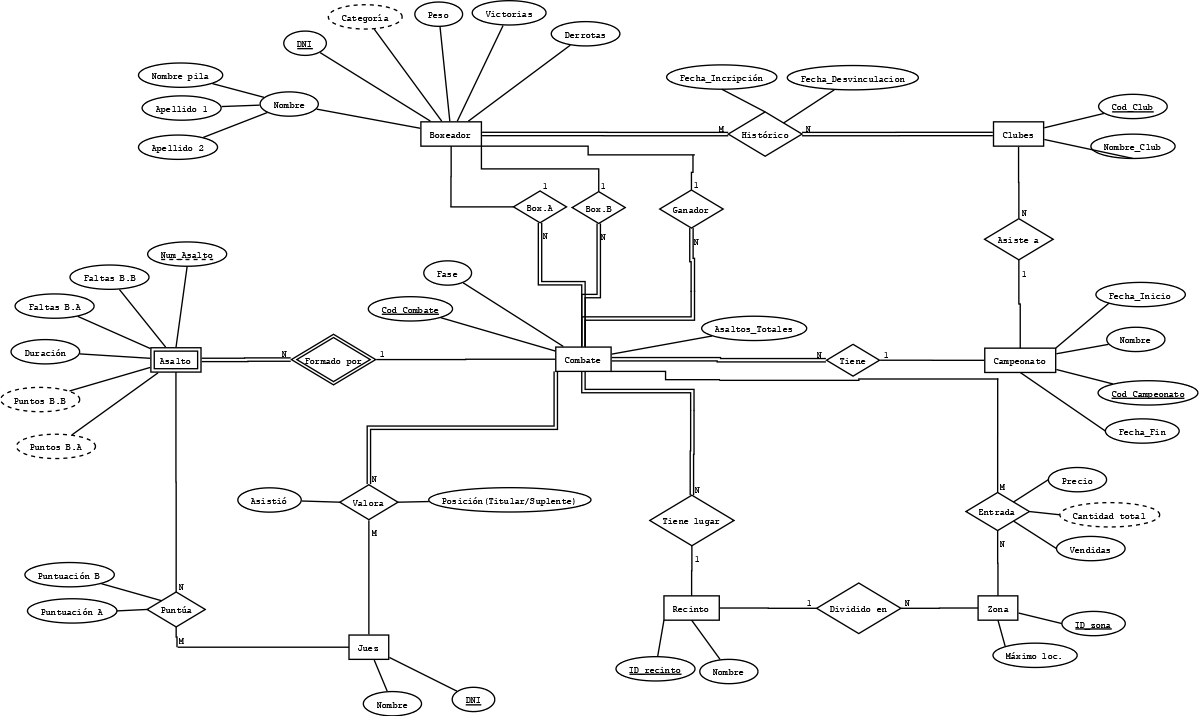 Categoría
Peso
Victorias
Derrotas
DNI
Nombre pila
Apellido 1
Apellido 2
Nombre
Boxeador
Fecha_Incripción
Fecha_Desvinculacion
M
Histórico
N
Clubes
Cod_Club
Nombre_Club
1
Box.A
N
1
Box.B
N
1
Ganador
N
N
Asiste a
1
Num_Asalto
Faltas B.B
Faltas B.A
Duración
Puntos B.B
Puntos B.A
Asalto
N
Formado por
1
Fase
Cod_Combate
Asaltos_Totales
Combate
N
Tiene
1
Campeonato
Fecha_Inicio
Nombre
Cod_Campeonato
Fecha_Fin
N
Asistió
Valora
Posición(Titular/Suplente)
M
N
Tiene lugar
1
M
Entrada
N
Precio
Cantidad total
Vendidas
Puntuación B
Puntuación A
N
Puntúa
M
Juez
Nombre
DNI
Recinto
1
Dividido en
N
Zona
ID_recinto
Nombre
ID_zona
Máximo loc.